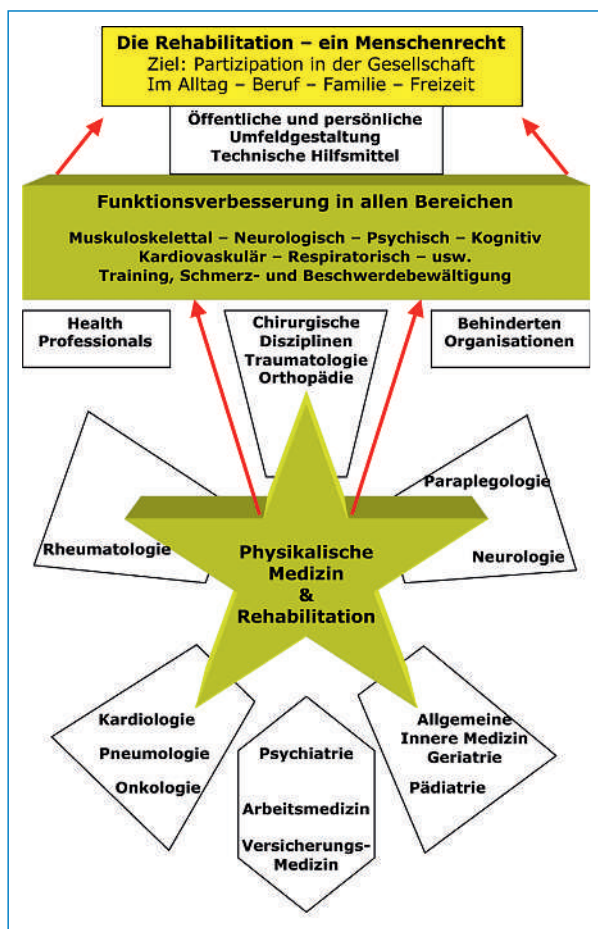 Die Rehabilitation – ein Menschenrecht
Ziel: Partizipation in der Gesellschaft
Im Alltag – Beruf – Familie – Freizeit
Öffentliche und persönliche
Umfeldgestaltung
Technische Hilfsmittel
Funktionsverbesserung in allen Bereichen
Muskuloskelettal – Neurologisch – Psychisch – Kognitiv
Kardiovaskulär – Respiratorisch – usw.
Training, Schmerz- und Beschwerdebewältigung
Health
Professionals
Chirurgische
Disziplinen
Traumatologie
Orthopädie
Behinderten
Organisationen
Rheumatologie
Paraplegologie
Neurologie
Physikalische
Medizin
&
Rehabilitation
Kardiologie
Pneumologie
Onkologie
Psychiatrie
Arbeitsmedizin
Versicherungs-
Medizin
Allgemeine
Innere Medizin
Geriatrie
Pädiatrie